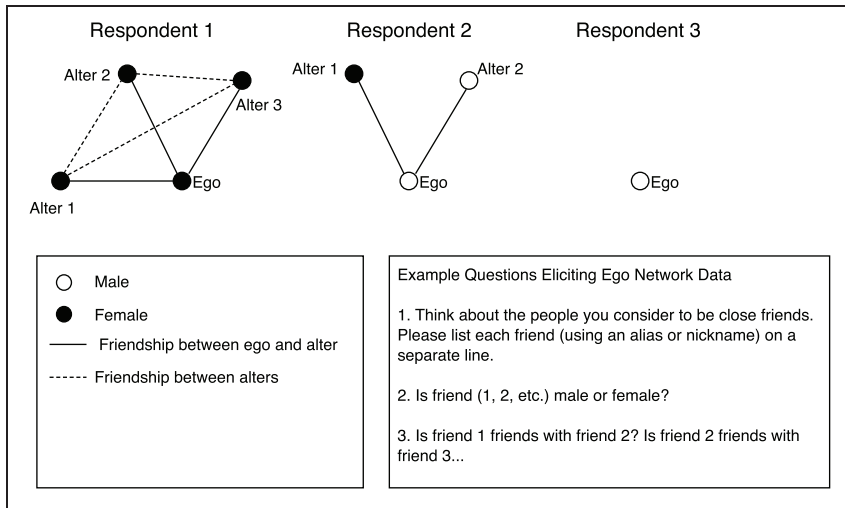 Respondent 1
Respondent 2
Respondent 3
Alter 2
Alter 3
Ego
Alter 1
Alter 1
Alter 2
Ego
Ego
Male
Female
Friendship between ego and alter
Friendship between alters
Example Questions Eliciting Ego Network Data
1. Think about the people you consider to be close friends.
Please list each friend (using an alias or nickname) on a
separate line.
2. Is friend (1, 2, etc.) male or female?
3. Is friend 1 friends with friend 2? Is friend 2 friends with
friend 3...